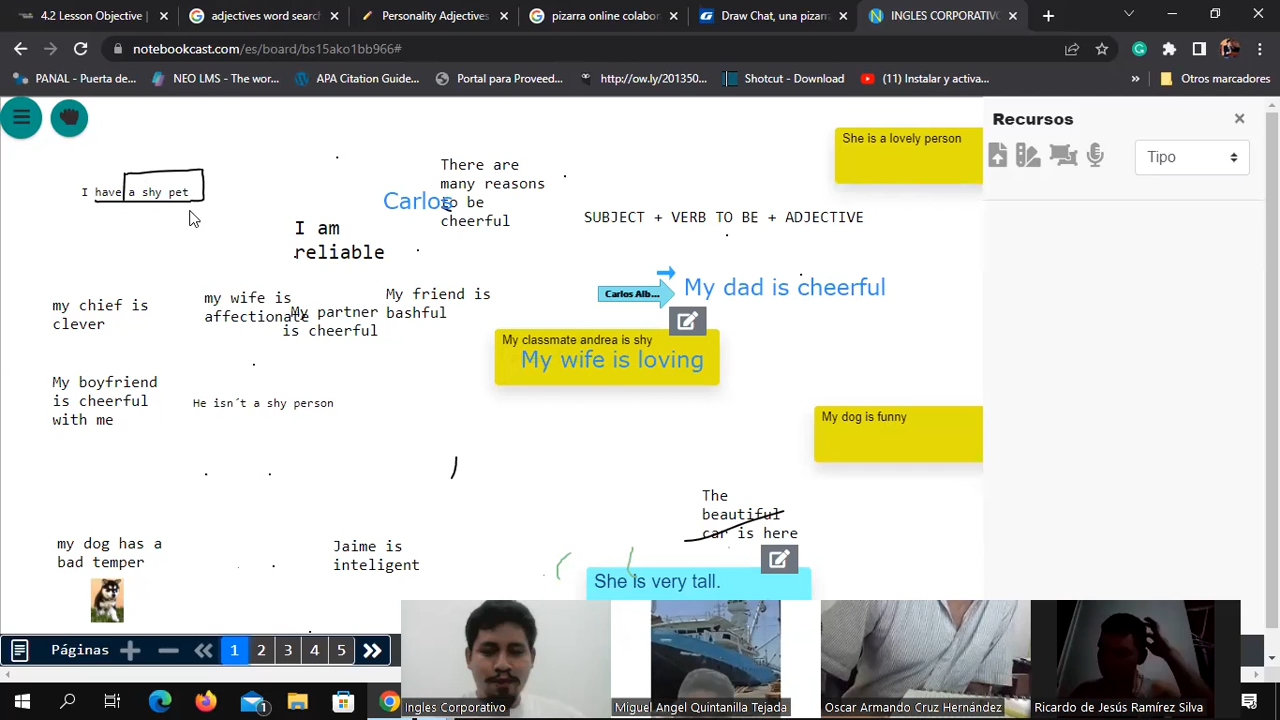 4.2 Lesson Objective
adjectives word search
Personality Adjectives
pizarra online colabor
Draw Chat, una pizarr
INGLES CORPORATIVO
notebookcast.com/es/board/bs15ako1bb966#
PANAL - Puerta de...
NEO LMS - The wor...
APA Citation Guide...
Portal para Proveed...
http://ow.ly/201350...
Shotcut - Download
(11) Instalar y activa...
»
Otros marcadores
Recursos
Tipo
She is a lovely person
I have a shy pet
There are
many reasons
to be
cheerful
Carlos
SUBJECT + VERB TO BE + ADJECTIVE
I am
reliable
Carlos Alb...
My dad is cheerful
my chief is
clever
my wife is
affectionate
My partner
is cheerful
My friend is
bashful
My classmate andrea is shy
My wife is loving
My boyfriend
is cheerful
with me
He isn´t a shy person
My dog is funny
The
beautiful
car is here
my dog has a
bad temper
Jaime is
inteligent
She is very tall.
Páginas
1
2
3
4
5
Ingles Corporativo
Miguel Angel Quintanilla Tejada
Oscar Armando Cruz Hernández
Ricardo de Jesús Ramírez Silva
1